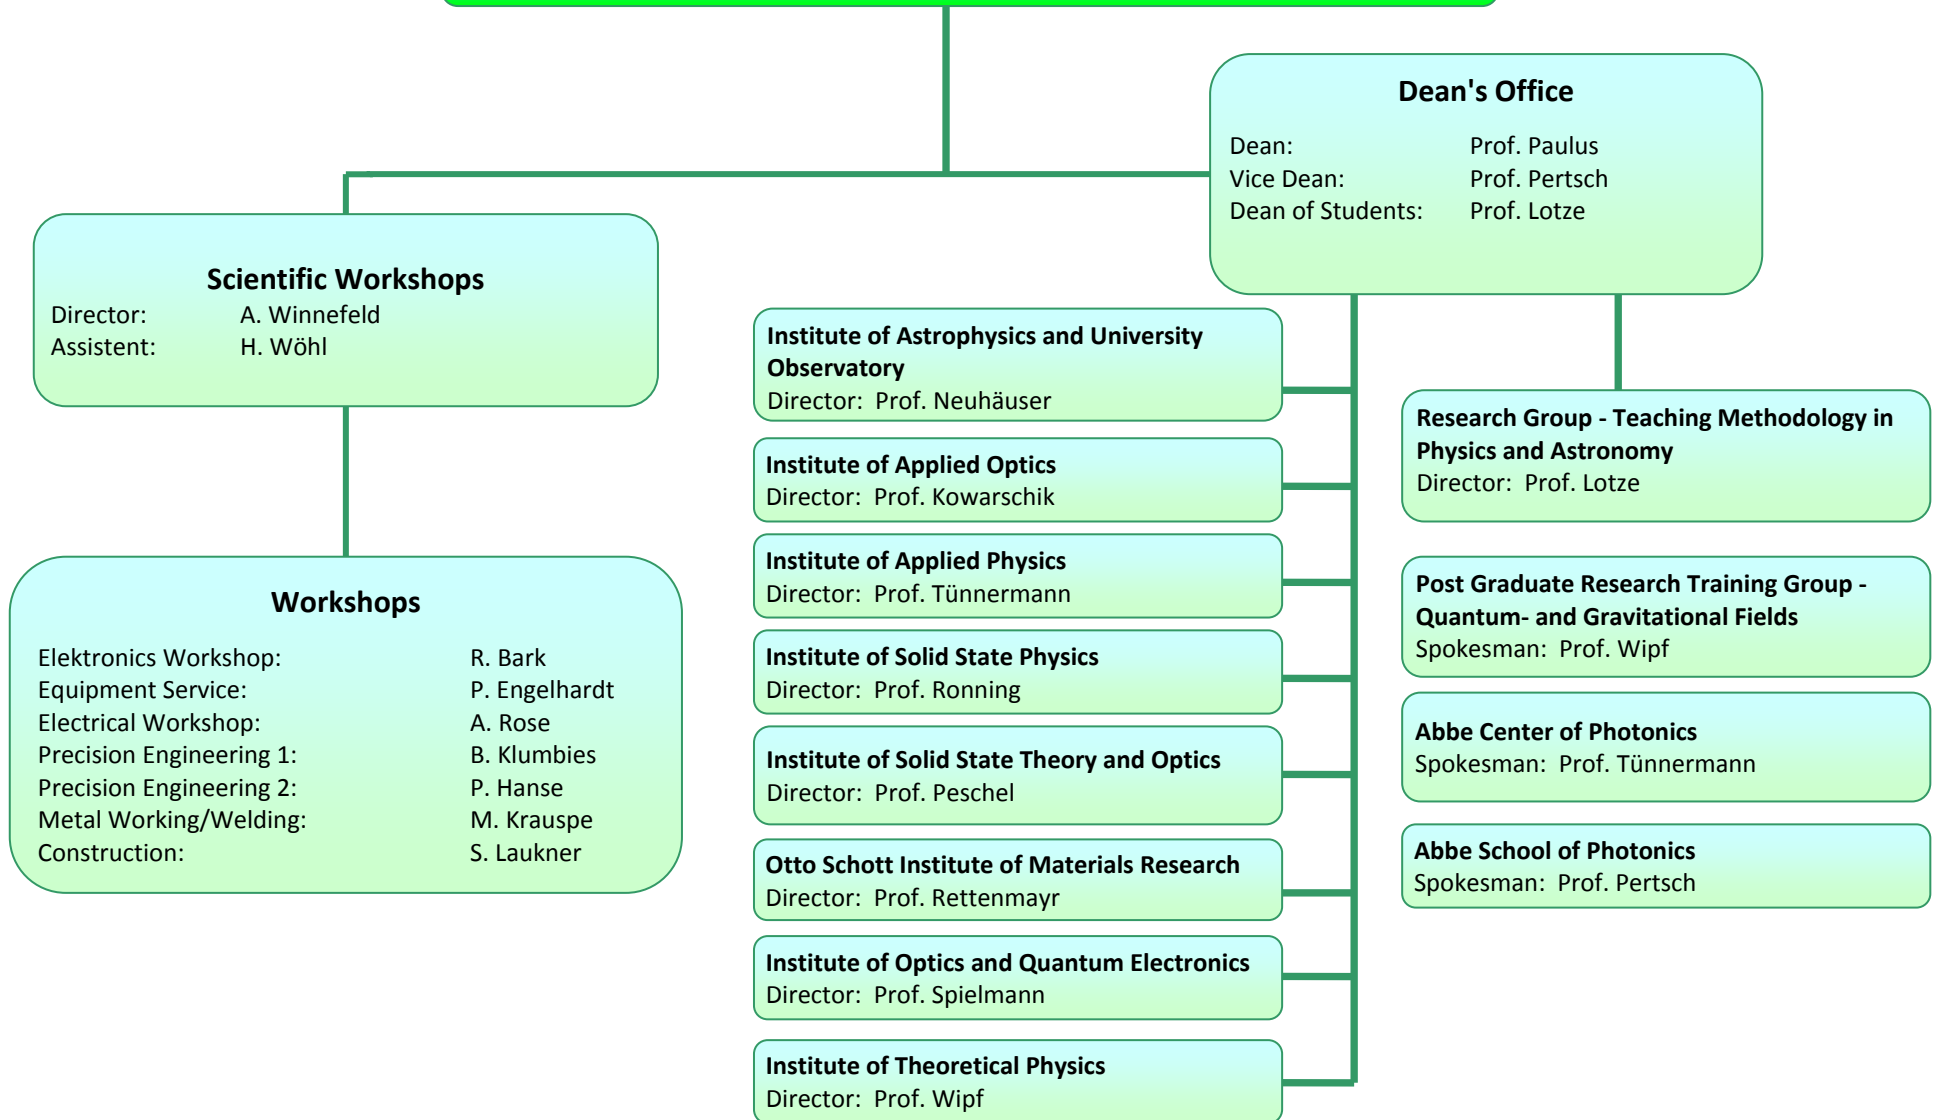 Dean's Office
Dean: Prof. Paulus
Vice Dean: Prof. Pertsch
Dean of Students: Prof. Lotze
Scientific Workshops
Director: A. Winnefeld
Assistent: H. Wöhl
Workshops
Elektronics Workshop: R. Bark
Equipment Service: P. Engelhardt
Electrical Workshop: A. Rose
Precision Engineering 1: B. Klumbies
Precision Engineering 2: P. Hanse
Metal Working/Welding: M. Krauspe
Construction: S. Laukner
Institute of Astrophysics and University
Observatory
Director: Prof. Neuhäuser
Institute of Applied Optics
Director: Prof. Kowarschik
Institute of Applied Physics
Director: Prof. Tünnermann
Institute of Solid State Physics
Director: Prof. Ronning
Institute of Solid State Theory and Optics
Director: Prof. Peschel
Otto Schott Institute of Materials Research
Director: Prof. Rettenmayr
Institute of Optics and Quantum Electronics
Director: Prof. Spielmann
Institute of Theoretical Physics
Director: Prof. Wipf
Research Group - Teaching Methodology in
Physics and Astronomy
Director: Prof. Lotze
Post Graduate Research Training Group -
Quantum- and Gravitational Fields
Spokesman: Prof. Wipf
Abbe Center of Photonics
Spokesman: Prof. Tünnermann
Abbe School of Photonics
Spokesman: Prof. Pertsch